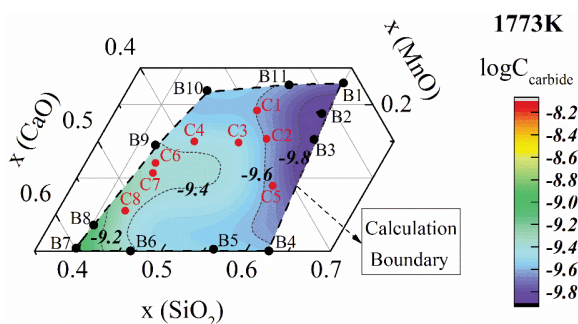 1773K
logC carbide
0.4
0.5
0.6
x (CaO)
x (MnO)
0.2
B10
B11
B1
B2
B3
B9
C1
C2
C3
C4
C5
C6
C7
C8
-9.8
-9.6
-9.4
-9.2
B8
B7
B6
B5
B4
0.4
0.5
0.6
0.7
x (SiO2)
Calculation
Boundary
-8.2
-8.4
-8.6
-8.8
-9.0
-9.2
-9.4
-9.6
-9.8